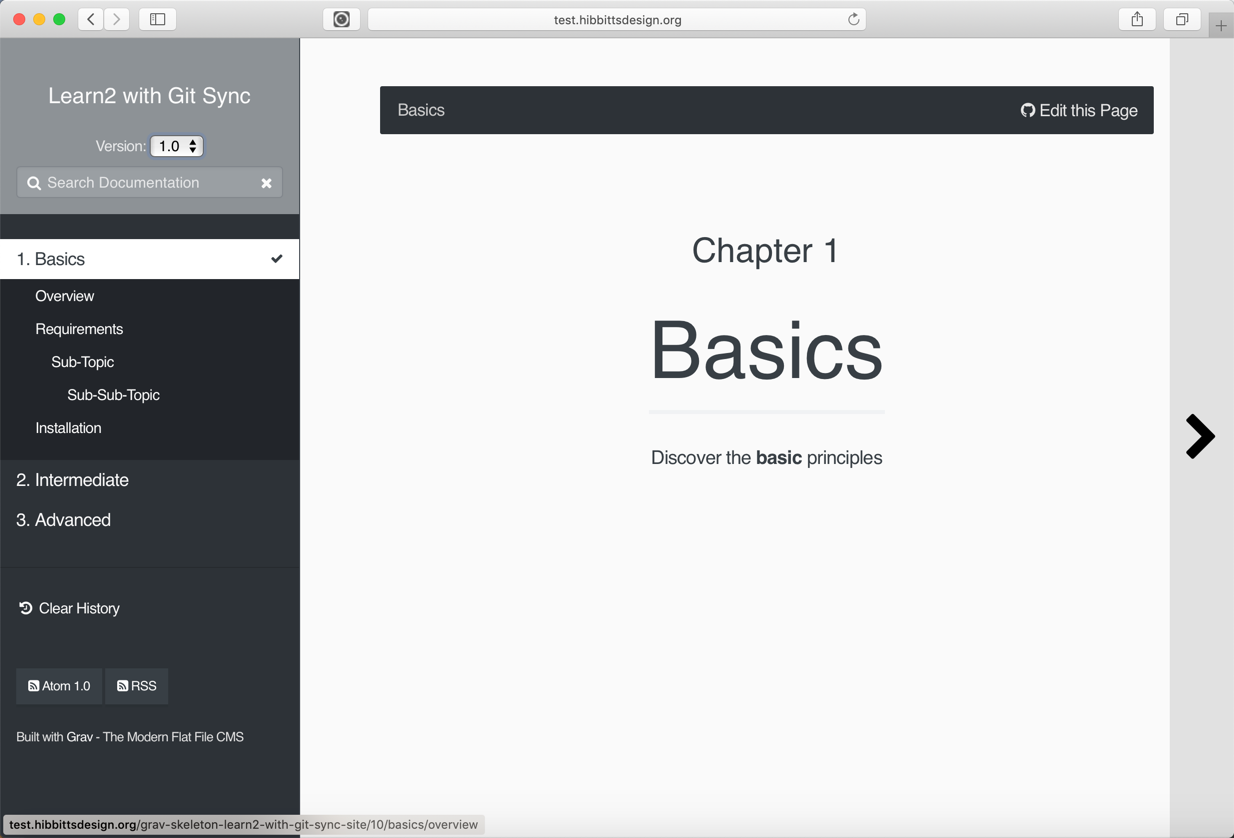 test.hibbittsdesign.org
Learn2 with Git Sync
Version: 1.0
Search Documentation
1. Basics
Overview
Requirements
Sub-Topic
Sub-Sub-Topic
Installation
2. Intermediate
3. Advanced
Clear History
Atom 1.0
RSS
Built with Grav - The Modern Flat File CMS
Basics
Edit this Page
Chapter 1
Basics
Discover the basic principles
test.hibbittsdesign.org/grav-skeleton-learn2-with-git-sync-site/10/basics/overview